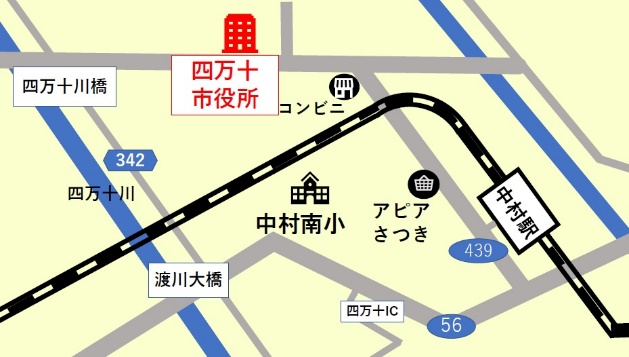 四万十
市役所
四万十川橋
コンビニ
342
四万十川
中村南小
アピア
さつき
中村駅
439
渡川大橋
四万十IC
56